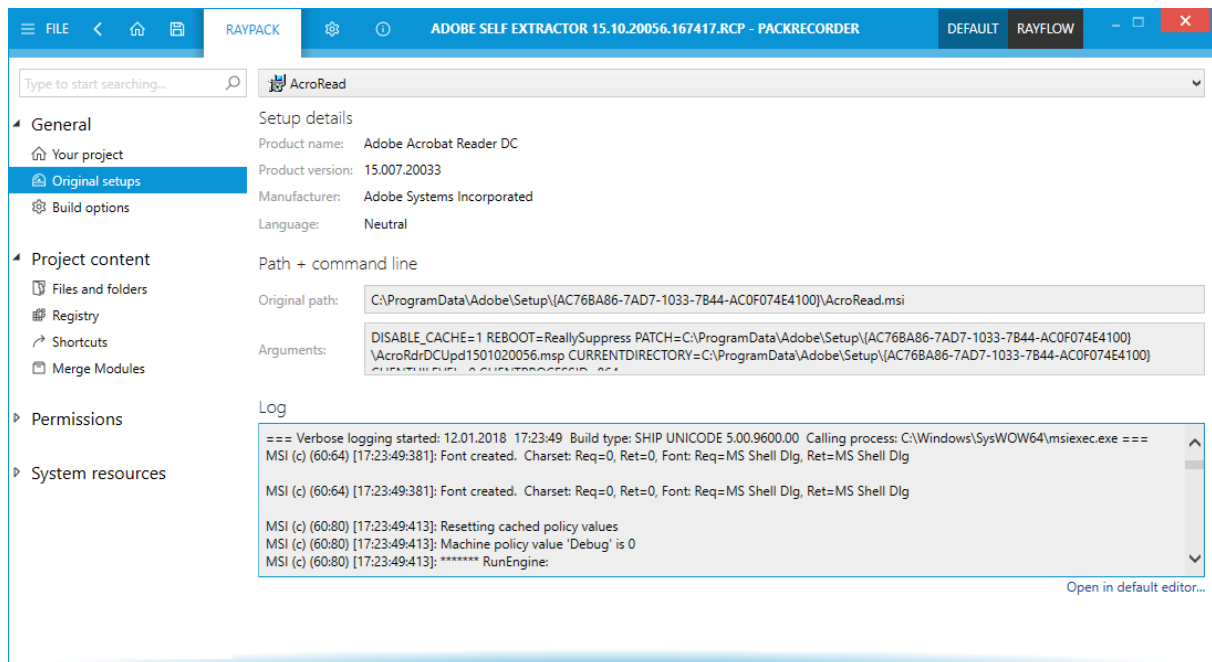 FILE RAYPACK ADOBE SELF EXTRACTOR 15.10.20056.167417.RCP - PACKRECORDER DEFAULT RAYFLOW
Type to start searching...
AcroRead
General
Your project
Original setups
Build options
Project content
Files and folders
Registry
Shortcuts
Merge Modules
Permissions
System resources
Setup details
Product name: Adobe Acrobat Reader DC
Product version: 15.007.20033
Manufacturer: Adobe Systems Incorporated
Language: Neutral
Path + command line
Original path: C:\ProgramData\Adobe\Setup\{AC76BA86-7AD7-1033-7B44-AC0F074E4100}\AcroRead.msi
Arguments: DISABLE_CACHE=1 REBOOT=ReallySuppress PATCH=C:\ProgramData\Adobe\Setup\{AC76BA86-7AD7-1033-7B44-AC0F074E4100}
\AcroRdrDCUpd1501020056.msp CURRENTDIRECTORY=C:\ProgramData\Adobe\Setup\{AC76BA86-7AD7-1033-7B44-AC0F074E4100}
Log
=== Verbose logging started: 12.01.2018  17:23:49  Build type: SHIP UNICODE 5.00.9600.00  Calling process: C:\Windows\SysWOW64\msiexec.exe ===
MSI (c) (60:64) [17:23:49:381]: Font created.  Charset: Req=0, Ret=0, Font: Req=MS Shell Dlg, Ret=MS Shell Dlg
MSI (c) (60:64) [17:23:49:381]: Font created.  Charset: Req=0, Ret=0, Font: Req=MS Shell Dlg, Ret=MS Shell Dlg
MSI (c) (60:80) [17:23:49:413]: Resetting cached policy values
MSI (c) (60:80) [17:23:49:413]: Machine policy value 'Debug' is 0
MSI (c) (60:80) [17:23:49:413]: ******* RunEngine:
Open in default editor...